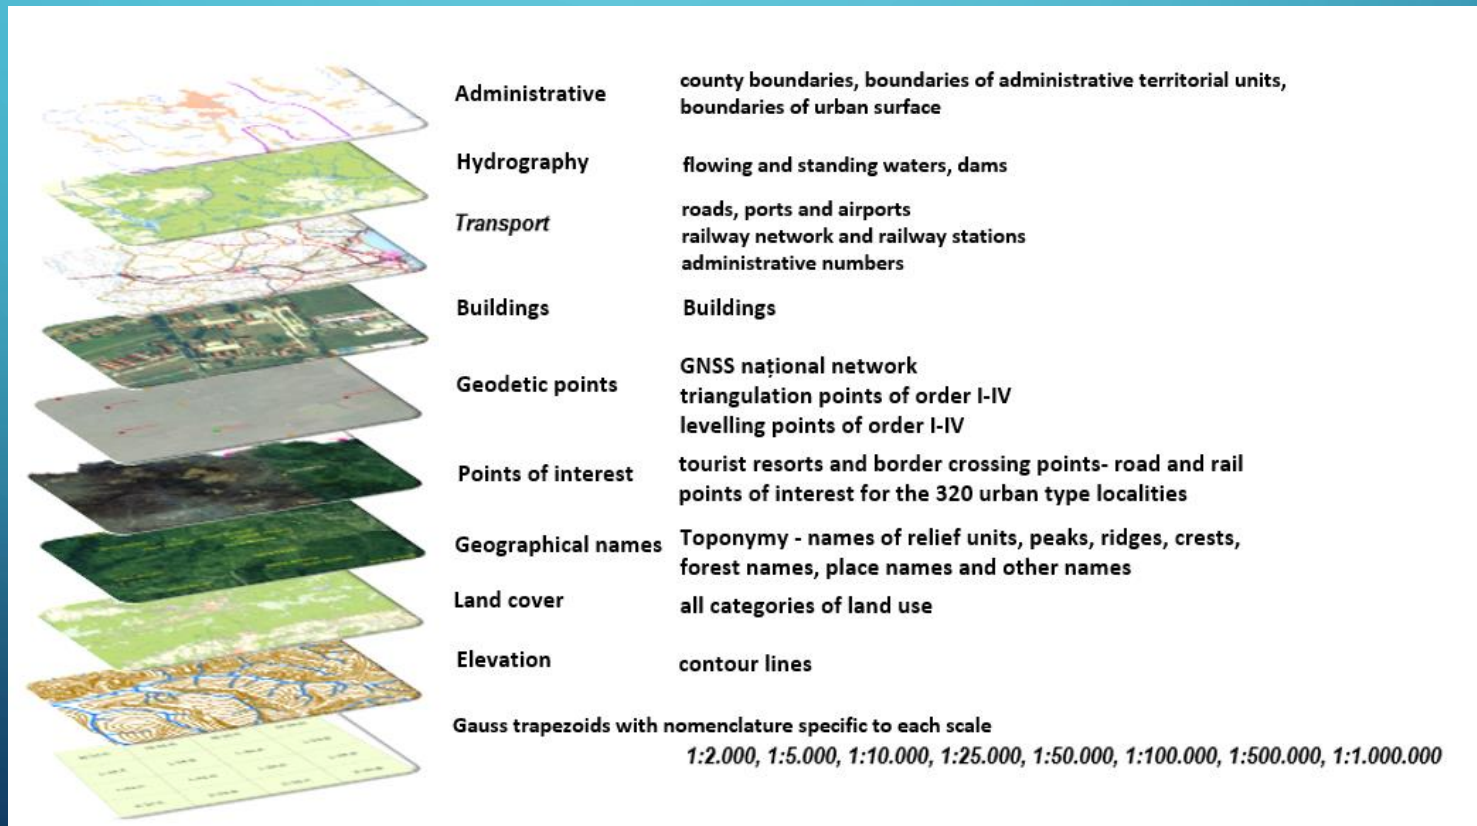 Administrative
county boundaries, boundaries of administrative territorial units,
boundaries of urban surface
Hydrography
flowing and standing waters, dams
Transport
roads, ports and airports
railway network and railway stations
administrative numbers
Buildings
Buildings
Geodetic points
GNSS național network
triangulation points of order I-IV
levelling points of order I-IV
Points of interest
tourist resorts and border crossing points- road and rail
points of interest for the 320 urban type localities
Geographical names
Toponymy - names of relief units, peaks, ridges, crests,
forest names, place names and other names
Land cover
all categories of land use
Elevation
contour lines
Gauss trapezoids with nomenclature specific to each scale
1:2.000, 1:5.000, 1:10.000, 1:25.000, 1:50.000, 1:100.000, 1:500.000, 1:1.000.000